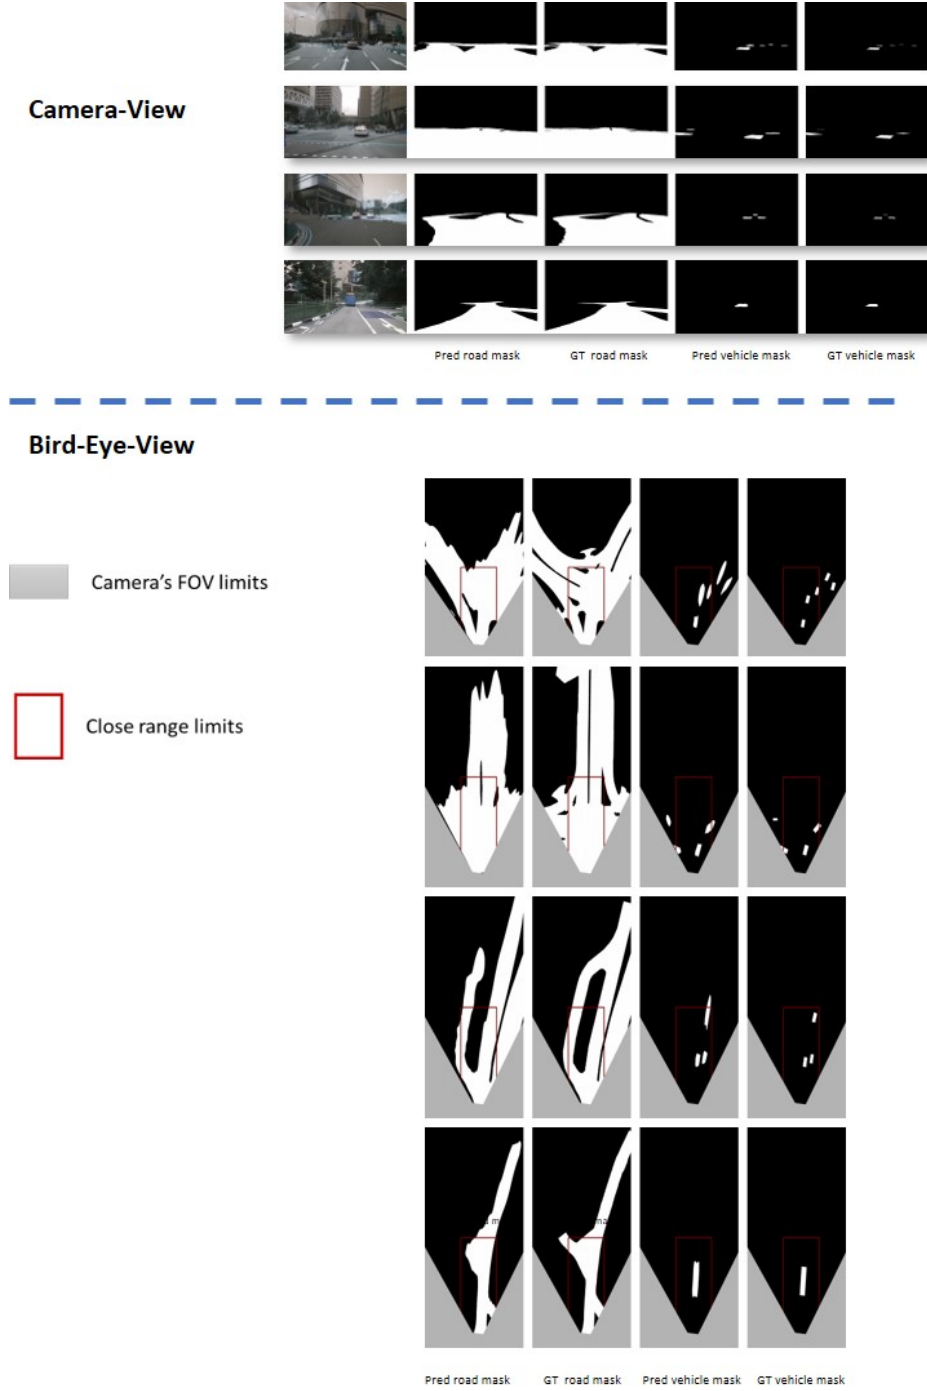 Camera-View
Pred road mask GT road mask Pred vehicle mask GT vehicle mask
Bird-Eye-View
Camera's FOV limits
Close range limits
Pred road mask GT road mask Pred vehicle mask GT vehicle mask